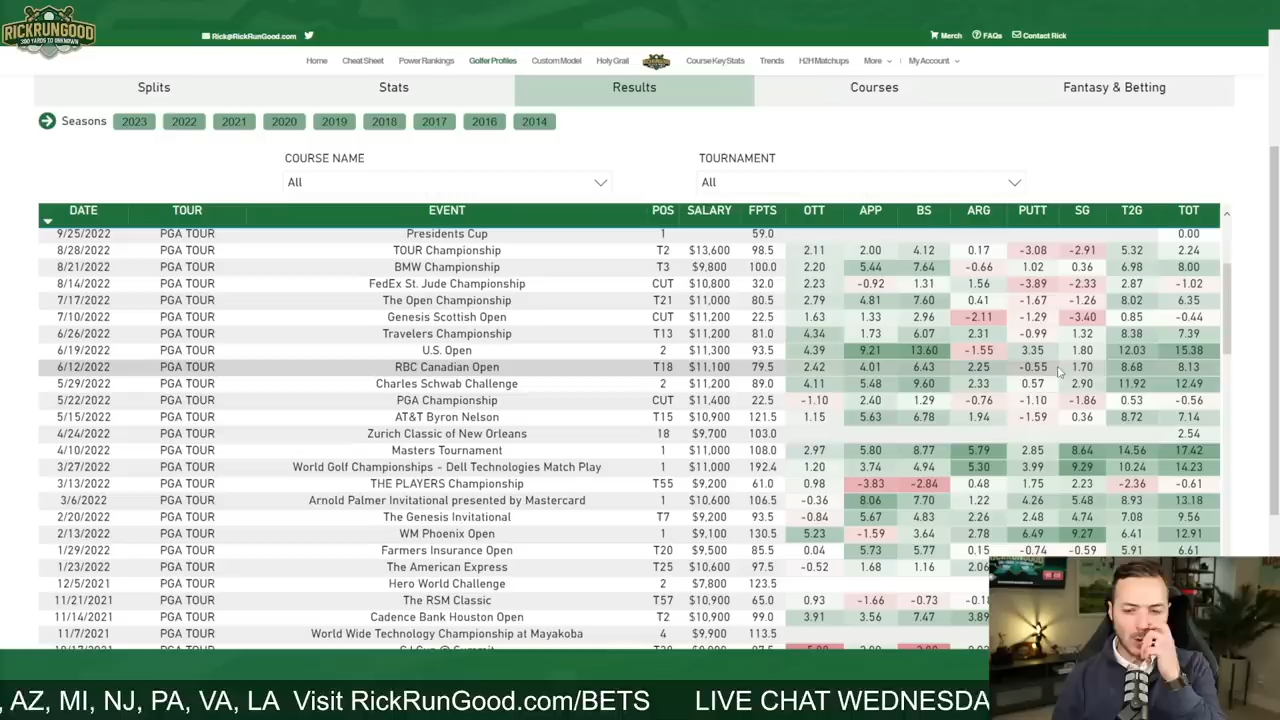 RICKRUNGOOD
Rick@RickRunGood.com
Merch FAQs Contact Rick
Home Cheat Sheet Power Rankings Golfer Profiles Custom Model Holy Grail Course Key Stats Trends H2H Matchups More My Account
Splits Stats Results Courses Fantasy & Betting
Seasons 2023 2022 2021 2020 2019 2018 2017 2016 2014
COURSE NAME TOURNAMENT
All All
DATE TOUR EVENT POS SALARY FPTS OTT APP BS ARG PUTT SG T2G TOT
9/25/2022 PGA TOUR Presidents Cup 1 59.0 0.00
8/28/2022 PGA TOUR TOUR Championship T2 $13,600 98.5 2.11 2.00 4.12 0.17 -3.08 -2.91 5.32 2.24
8/21/2022 PGA TOUR BMW Championship T3 $9,800 100.0 2.20 5.44 7.64 -0.66 1.02 0.36 6.98 8.00
8/14/2022 PGA TOUR FedEx St. Jude Championship CUT $10,800 32.0 2.23 -0.92 1.31 1.56 -3.89 -2.33 2.87 -1.02
7/17/2022 PGA TOUR The Open Championship T21 $11,000 80.5 2.79 4.81 7.60 0.41 -1.67 -1.26 8.02 6.35
7/10/2022 PGA TOUR Genesis Scottish Open CUT $11,200 22.5 1.63 1.33 2.96 -2.11 -1.29 -3.40 0.85 -0.44
6/26/2022 PGA TOUR Travelers Championship T13 $11,200 81.0 4.34 1.73 6.07 2.31 -0.99 1.32 8.38 7.39
6/19/2022 PGA TOUR U.S. Open 2 $11,300 93.5 4.39 9.21 13.60 -1.55 3.35 1.80 12.03 15.38
6/12/2022 PGA TOUR RBC Canadian Open T18 $11,100 79.5 2.42 4.01 6.43 2.25 -0.55 1.70 8.68 8.13
5/29/2022 PGA TOUR Charles Schwab Challenge 2 $11,200 89.0 4.11 5.48 9.60 2.33 0.57 2.90 11.92 12.49
5/22/2022 PGA TOUR PGA Championship CUT $11,400 22.5 -1.10 2.40 1.29 -0.76 -1.10 -1.86 0.53 -0.56
5/15/2022 PGA TOUR AT&T Byron Nelson T15 $10,900 121.5 1.15 5.63 6.78 1.94 -1.59 0.36 8.72 7.14
4/24/2022 PGA TOUR Zurich Classic of New Orleans 18 $9,700 103.0 2.54
4/10/2022 PGA TOUR Masters Tournament 1 $11,000 108.0 2.97 5.80 8.77 5.79 2.85 8.64 14.56 17.42
3/27/2022 PGA TOUR World Golf Championships - Dell Technologies Match Play 1 $11,000 192.4 1.20 3.74 4.94 5.30 3.99 9.29 10.24 14.23
3/13/2022 PGA TOUR THE PLAYERS Championship T55 $9,200 61.0 0.98 -3.83 -2.84 0.48 1.75 2.23 -2.36 -0.61
3/6/2022 PGA TOUR Arnold Palmer Invitational presented by Mastercard 1 $10,600 106.5 -0.36 8.06 7.70 1.22 4.26 5.48 8.93 13.18
2/20/2022 PGA TOUR The Genesis Invitational T7 $9,200 93.5 -0.84 5.67 4.83 2.26 2.48 4.74 7.08 9.56
2/13/2022 PGA TOUR WM Phoenix Open 1 $9,100 130.5 5.23 -1.59 3.64 2.78 6.49 9.27 6.41 12.91
1/29/2022 PGA TOUR Farmers Insurance Open T20 $9,500 85.5 0.04 5.73 5.77 0.15 -0.74 -0.59 5.91 6.61
1/23/2022 PGA TOUR The American Express T25 $10,600 97.5 -0.52 1.68 1.16 2.06
12/5/2021 PGA TOUR Hero World Challenge 2 $7,800 123.5
11/21/2021 PGA TOUR The RSM Classic T57 $10,900 65.0 0.93 -1.66 -0.73
11/14/2021 PGA TOUR Cadence Bank Houston Open T2 $10,900 99.0 3.91 3.56 7.47 3.89
11/7/2021 PGA TOUR World Wide Technology Championship at Mayakoba 4 $9,900 113.5
, AZ, MI, NJ, PA, VA, LA Visit RickRunGood.com/BETS LIVE CHAT WEDNESDA